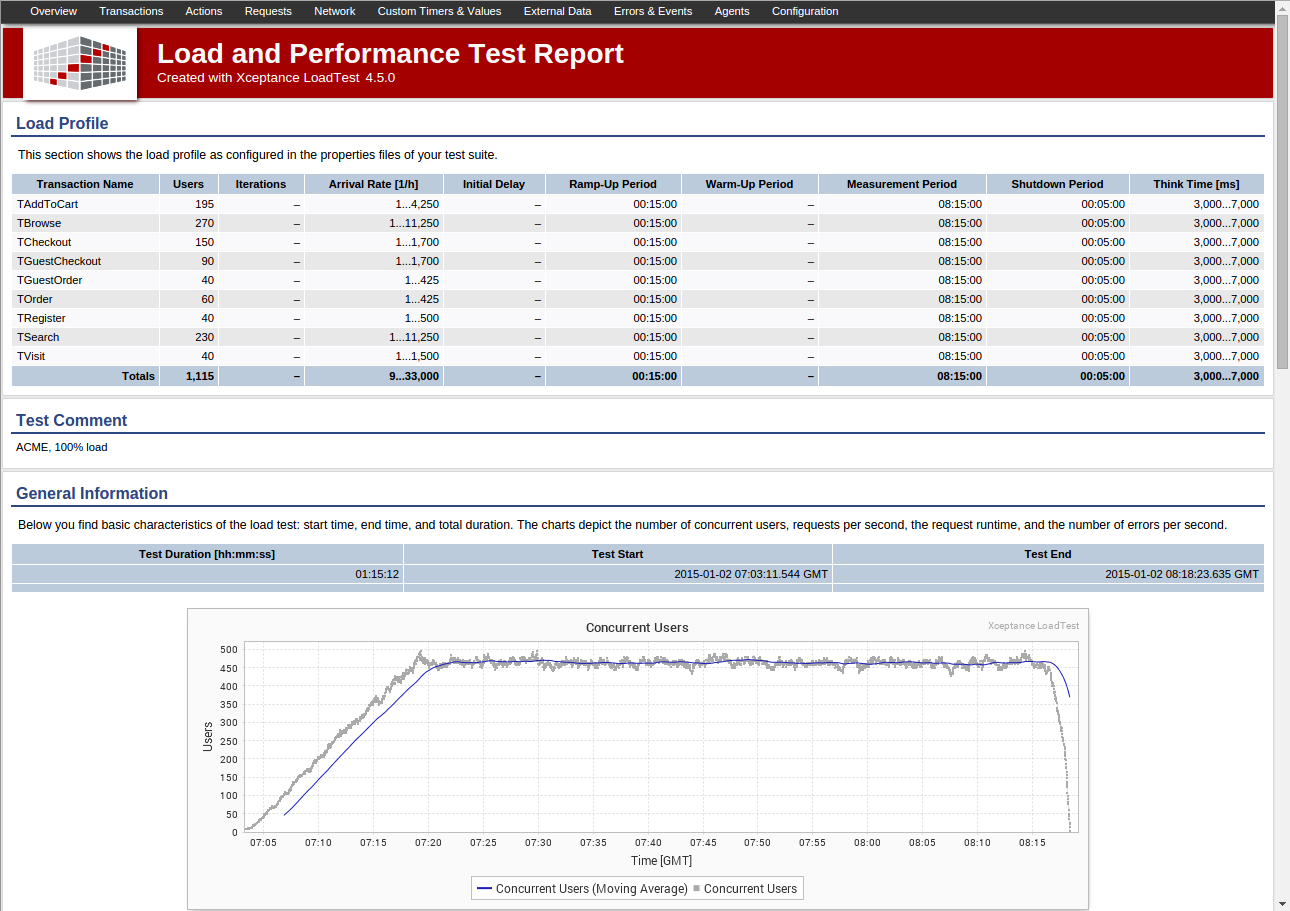 Overview Transactions Actions Requests Network Custom Timers & Values External Data Errors & Events Agents Configuration
Load and Performance Test Report
Created with Xceptance LoadTest 4.5.0
Load Profile
This section shows the load profile as configured in the properties files of your test suite.
Transaction Name Users Iterations Arrival Rate [1/h] Initial Delay Ramp-Up Period Warm-Up Period Measurement Period Shutdown Period Think Time [ms]
TAddToCart 195 – 1...4,250 – 00:15:00 – 08:15:00 00:05:00 3,000...7,000
TBrowse 270 – 1...11,250 – 00:15:00 – 08:15:00 00:05:00 3,000...7,000
TCheckout 150 – 1...1,700 – 00:15:00 – 08:15:00 00:05:00 3,000...7,000
TGuestCheckout 90 – 1...1,700 – 00:15:00 – 08:15:00 00:05:00 3,000...7,000
TGuestOrder 40 – 1...425 – 00:15:00 – 08:15:00 00:05:00 3,000...7,000
TOrder 60 – 1...425 – 00:15:00 – 08:15:00 00:05:00 3,000...7,000
TRegister 40 – 1...500 – 00:15:00 – 08:15:00 00:05:00 3,000...7,000
TSearch 230 – 1...11,250 – 00:15:00 – 08:15:00 00:05:00 3,000...7,000
TVisit 40 – 1...1,500 – 00:15:00 – 08:15:00 00:05:00 3,000...7,000
Totals 1,115 – 9...33,000 – 00:15:00 – 08:15:00 00:05:00 3,000...7,000
Test Comment
ACME, 100% load
General Information
Below you find basic characteristics of the load test: start time, end time, and total duration. The charts depict the number of concurrent users, requests per second, the request runtime, and the number of errors per second.
Test Duration [hh:mm:ss] Test Start Test End
01:15:12 2015-01-02 07:03:11.544 GMT 2015-01-02 08:18:23.635 GMT
Concurrent Users
Xceptance LoadTest
500
450
400
350
300
250
200
150
100
50
0
Users
07:05 07:10 07:15 07:20 07:25 07:30 07:35 07:40 07:45 07:50 07:55 08:00 08:05 08:10 08:15
Time [GMT]
Concurrent Users (Moving Average) Concurrent Users